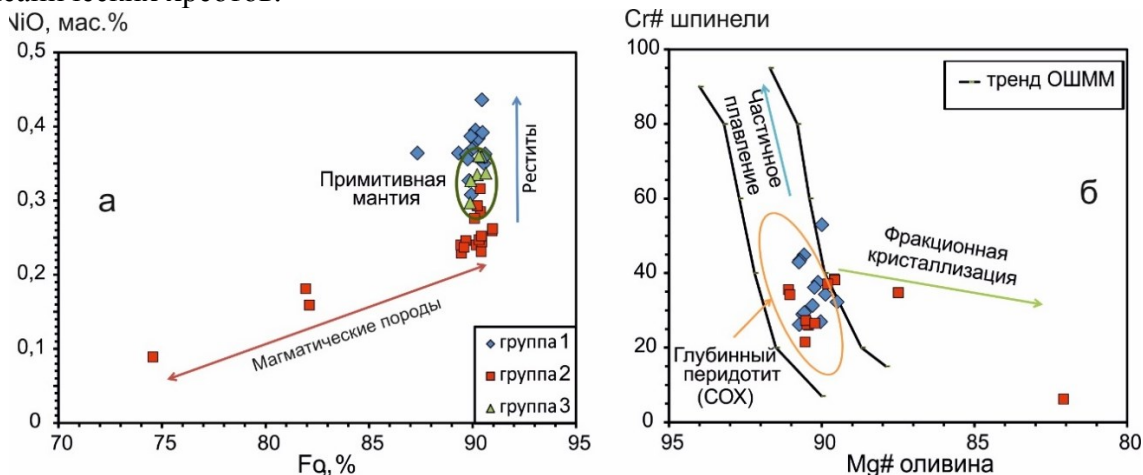 NiO, мас.%
0,5
0,4
0,3
0,2
0,1
0
70
75
80
85
90
95
Fo, %
а
Примитивная
мантия
Реститы
Магматические породы
группа 1
группа 2
группа 3
Cr# шпинели
100
80
60
40
20
0
95
90
85
80
Mg# оливина
б
тренд ОШММ
Частичное
плавление
Фракционная
кристаллизация
Глубинный
перидотит
(СОХ)